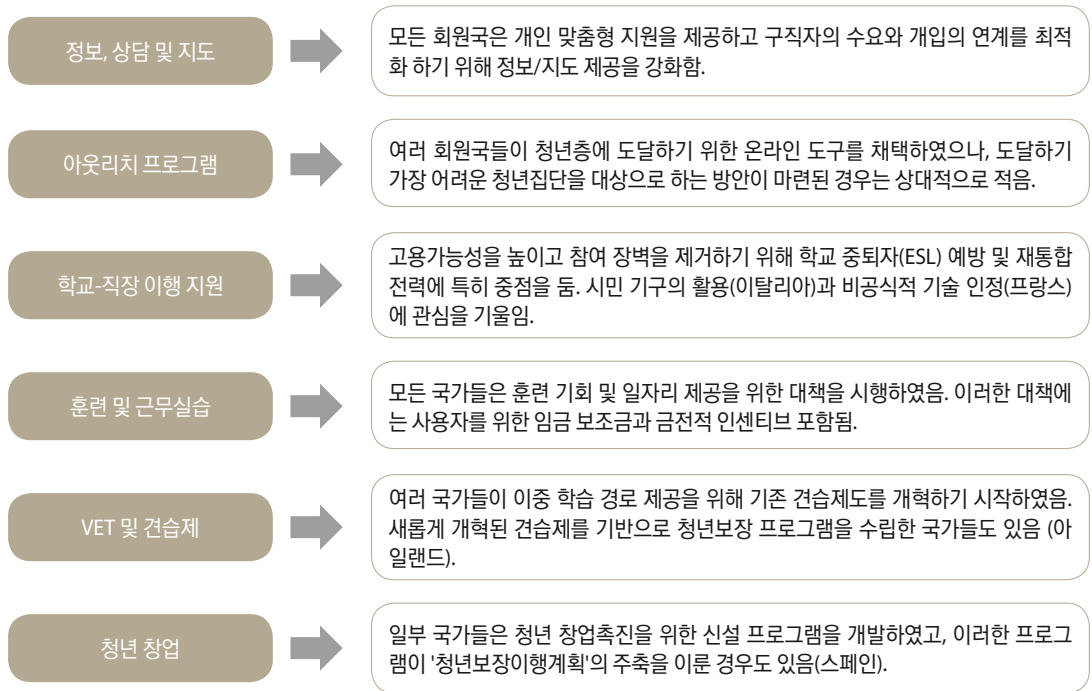 정보, 상담 및 지도
모든 회원국은 개인 맞춤형 지원을 제공하고 구직자의 수요와 개입의 연계를 최적
화 하기 위해 정보/지도 제공을 강화함.
아웃리치 프로그램
여러 회원국들이 청년층에 도달하기 위한 온라인 도구를 채택하였으나, 도달하기
가장 어려운 청년집단을 대상으로 하는 방안이 마련된 경우는 상대적으로 적음.
학교-직장 이행 지원
고용가능성을 높이고 참여 장벽을 제거하기 위해 학교 중퇴자(ESL) 예방 및 재통합
전력에 특히 중점을 둠. 시민 기구의 활용(이탈리아)과 비공식적 기술 인정(프랑스)
에 관심을 기울임.
훈련 및 근무실습
모든 국가들은 훈련 기회 및 일자리 제공을 위한 대책을 시행하였음. 이러한 대책에
는 사용자를 위한 임금 보조금과 금전적 인센티브 포함됨.
VET 및 견습제
여러 국가들이 이중 학습 경로 제공을 위해 기존 견습제도를 개혁하기 시작하였음.
새롭게 개혁된 견습제를 기반으로 청년보장 프로그램을 수립한 국가들도 있음 (아
일랜드).
청년 창업
일부 국가들은 청년 창업촉진을 위한 신설 프로그램을 개발하였고, 이러한 프로그
램이 '청년보장이행계획'의 주축을 이룬 경우도 있음(스페인).